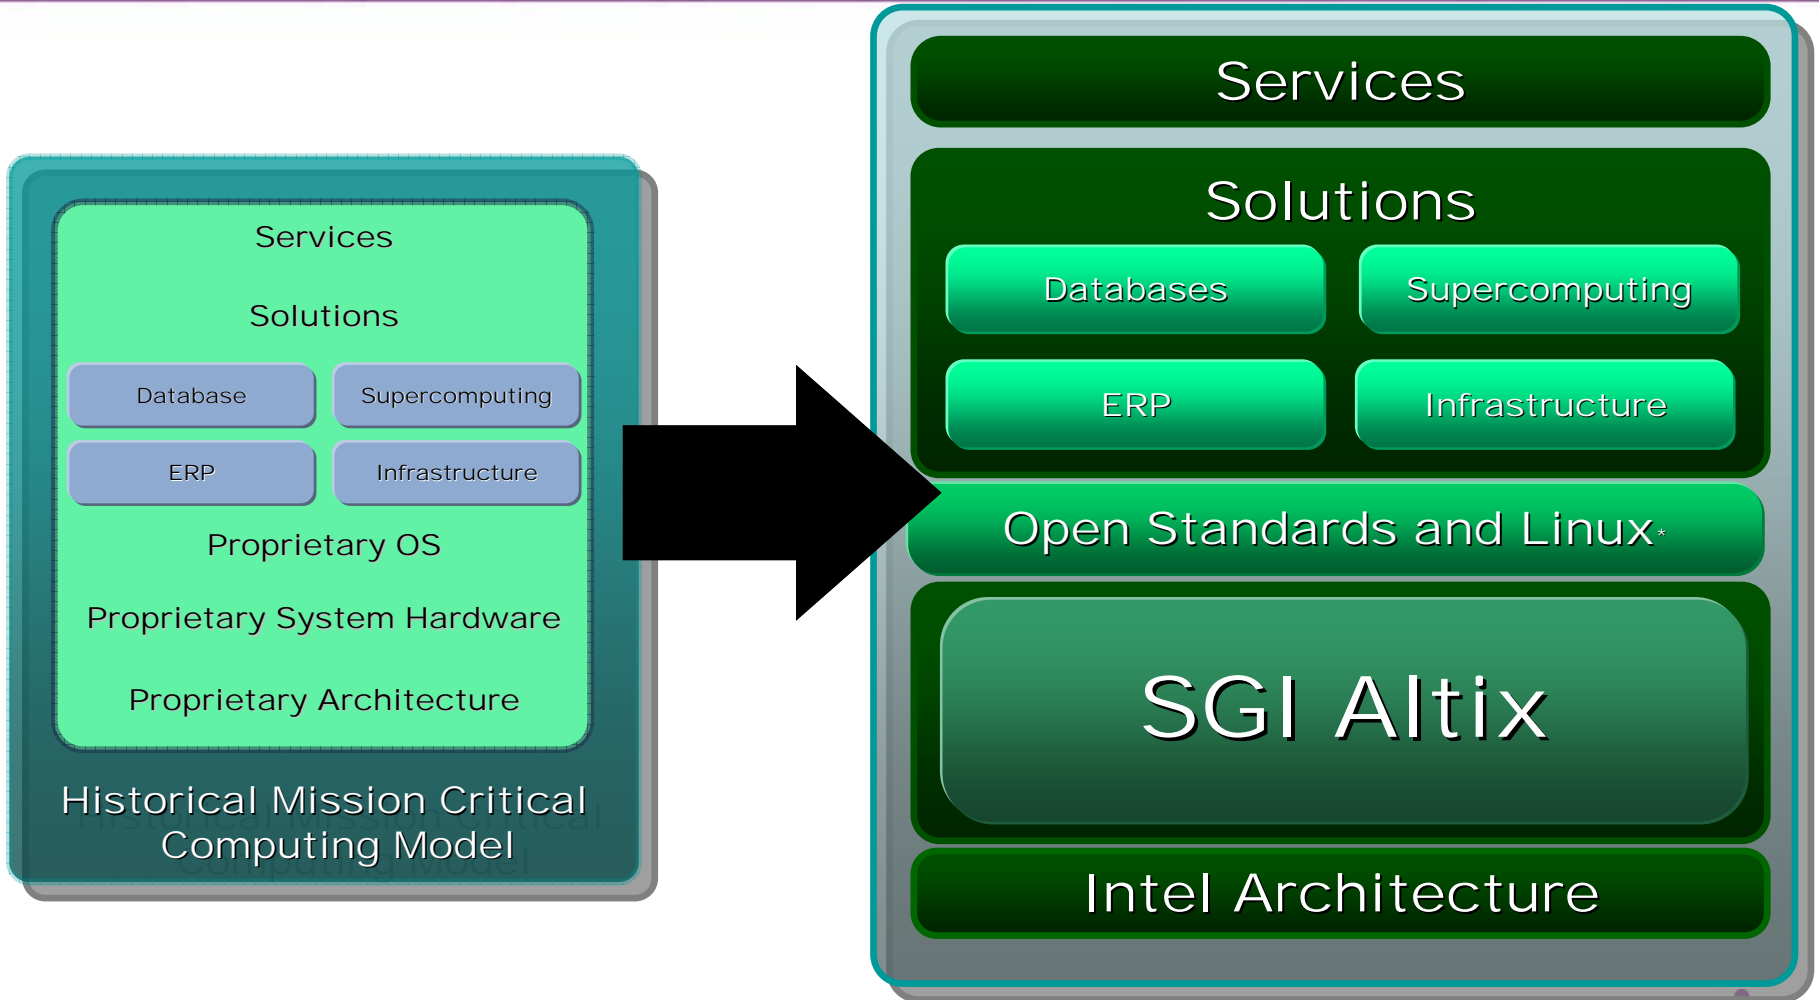 Services
Solutions
Database
Supercomputing
ERP
Infrastructure
Proprietary OS
Proprietary System Hardware
Proprietary Architecture
Historical Mission Critical
Computing Model
Services
Solutions
Databases
Supercomputing
ERP
Infrastructure
Open Standards and Linux*
SGI Altix
Intel Architecture